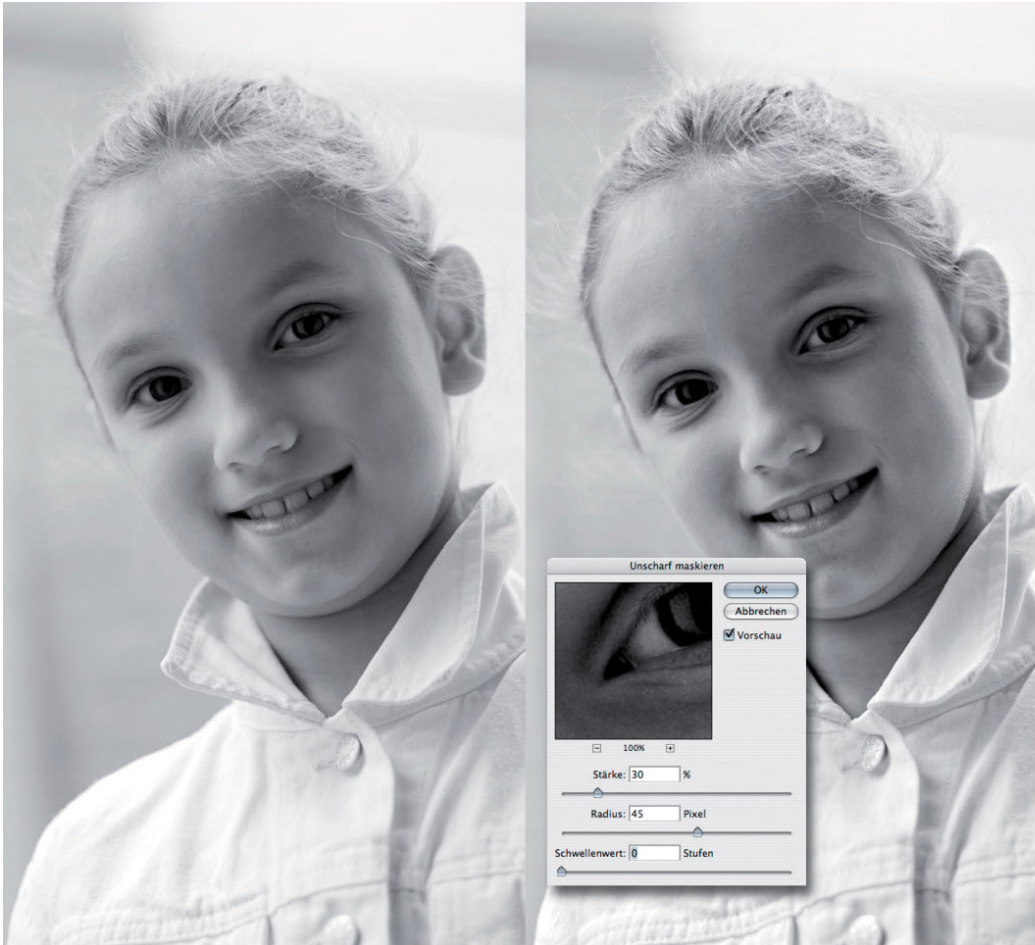 Unscharf maskieren
OK
Abbrechen
Vorschau
100%
Stärke: 30 %
Radius: 45 Pixel
Schwellenwert: 0 Stufen